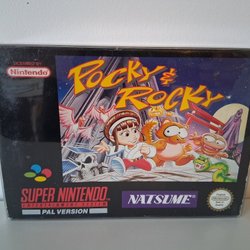 LICENSED BY
Nintendo
POCKY &
ROCKY
SUPER NINTENDO
ENTERTAINMENT SYSTEM
PAL VERSION
NATSUME